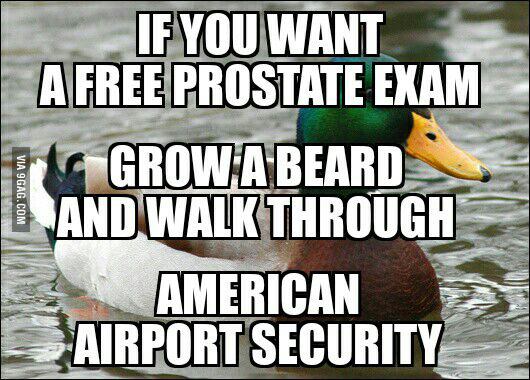 IF YOU WANT
A FREE PROSTATE EXAM
GROW A BEARD
AND WALK THROUGH
AMERICAN
AIRPORT SECURITY
VIA 9GAG.COM